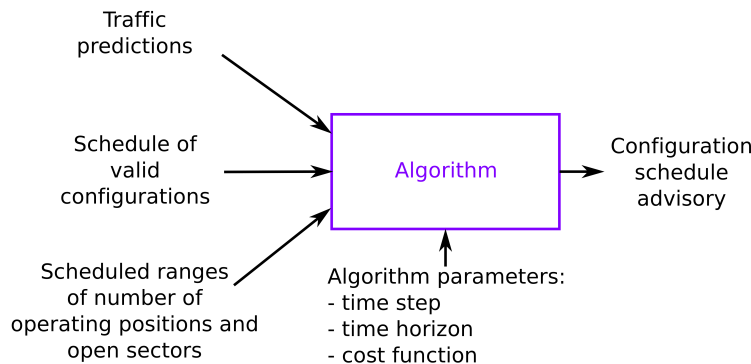 Traffic
predictions
Schedule of
valid
configurations
Scheduled ranges
of number of
operating positions and
open sectors
Algorithm
Algorithm parameters:
- time step
- time horizon
- cost function
Configuration
schedule
advisory